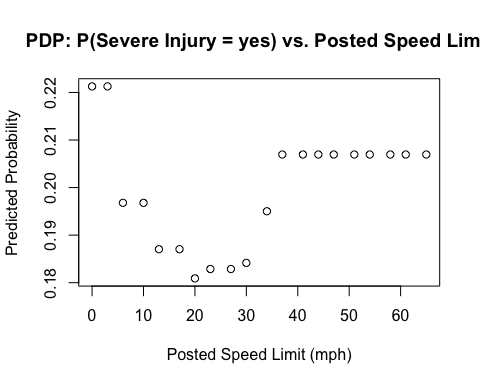 PDP: P(Severe Injury = yes) vs. Posted Speed Lim
Predicted Probability
0.22
0.21
0.20
0.19
0.18
0 10 20 30 40 50 60
Posted Speed Limit (mph)